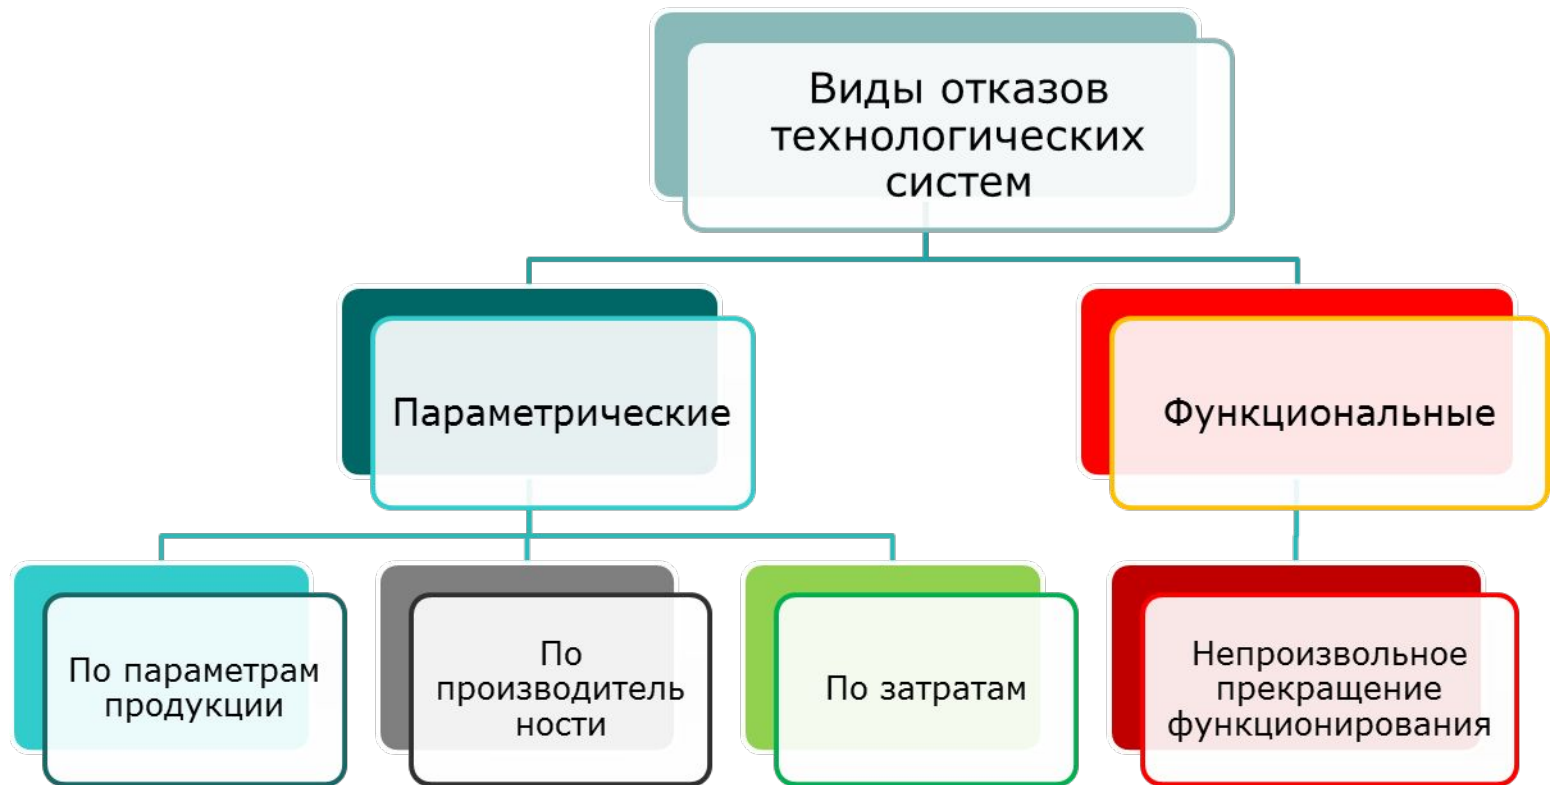 Виды отказов
технологических
систем
Параметрические
Функциональные
По параметрам
продукции
По
производитель
ности
По затратам
Непроизвольное
прекращение
функционирования